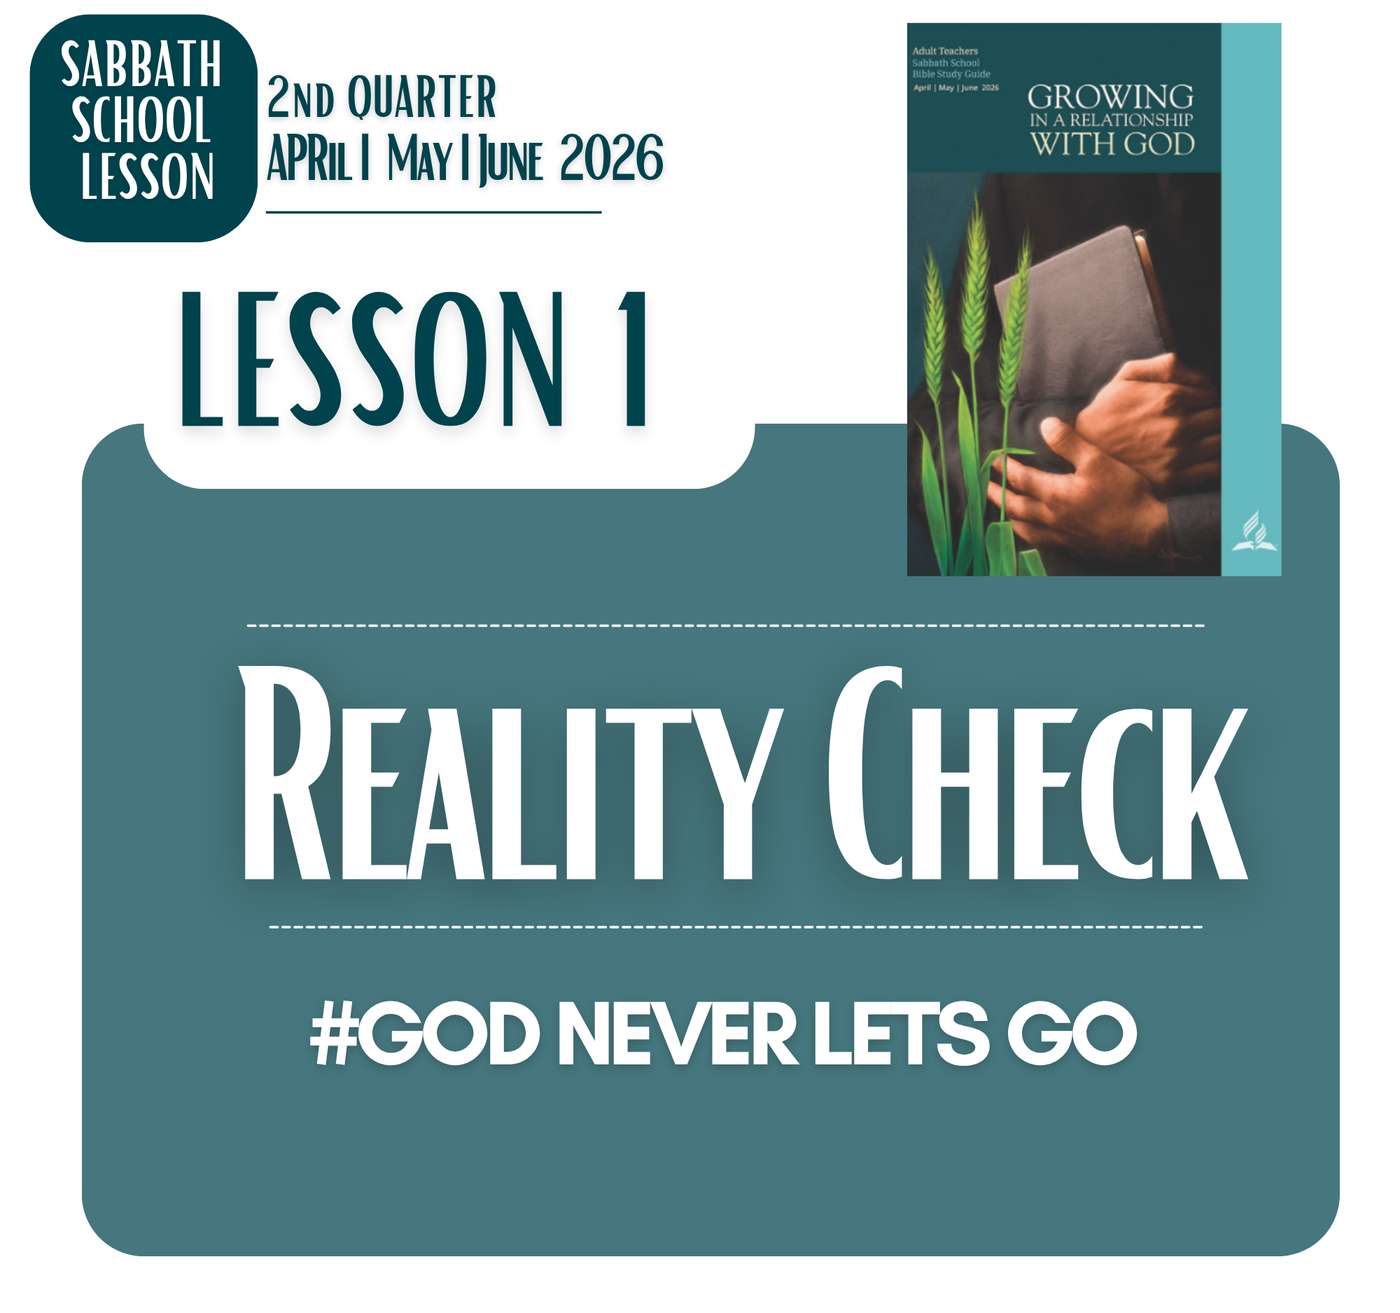 SABBATH
SCHOOL
LESSON
2ND QUARTER
APRIL | MAY | JUNE 2026
LESSON 1
Adult Teachers
Sabbath School
Bible Study Guide
April | May | June 2026
GROWING
IN A RELATIONSHIP
WITH GOD
REALITY CHECK
#GOD NEVER LETS GO